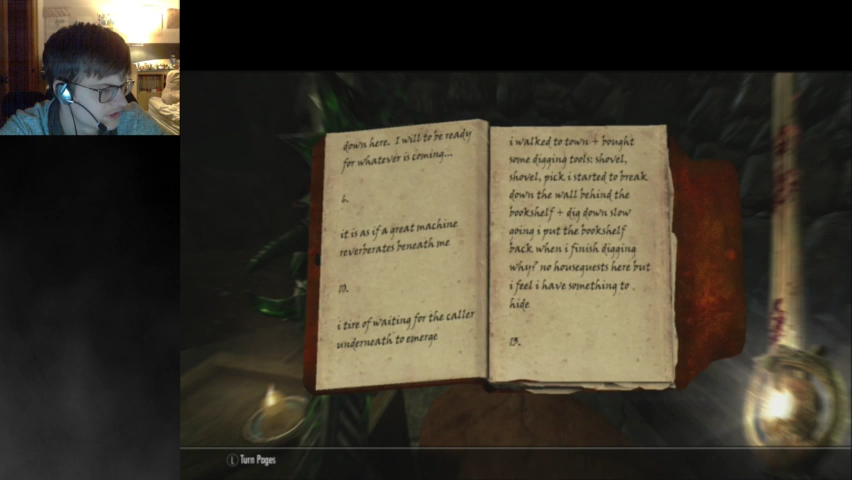 down here. I will to be ready
for whatever is coming...
6.
it is as if a great machine
reverberates beneath me
10.
i tire of waiting for the caller
underneath to emerge
i walked to town + bought
some digging tools: shovel,
shovel, pick i started to break
down the wall behind the
bookshelf + dig down slow
going i put the bookshelf
back when i finish digging
why? no houseguests here but
i feel i have something to
hide
13.
L Turn Pages